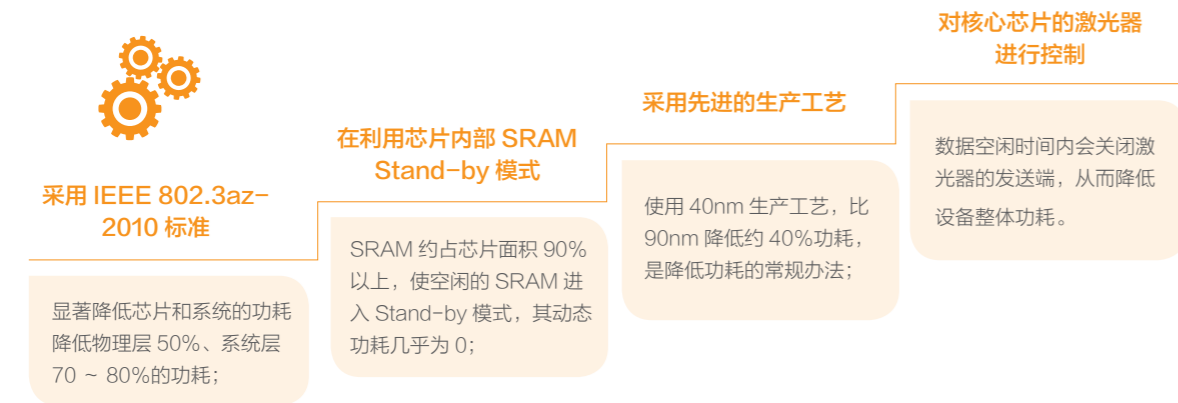 采用 IEEE 802.3az-
2010 标准
显著降低芯片和系统的功耗
降低物理层 50%、系统层
70 ~ 80%的功耗；
在利用芯片内部 SRAM
Stand-by 模式
SRAM 约占芯片面积 90%
以上，使空闲的 SRAM 进
入 Stand-by 模式，其动态
功耗几乎为 0；
采用先进的生产工艺
使用 40nm 生产工艺，比
90nm 降低约 40%功耗，
是降低功耗的常规办法；
对核心芯片的激光器
进行控制
数据空闲时间内会关闭激
光器的发送端，从而降低
设备整体功耗。